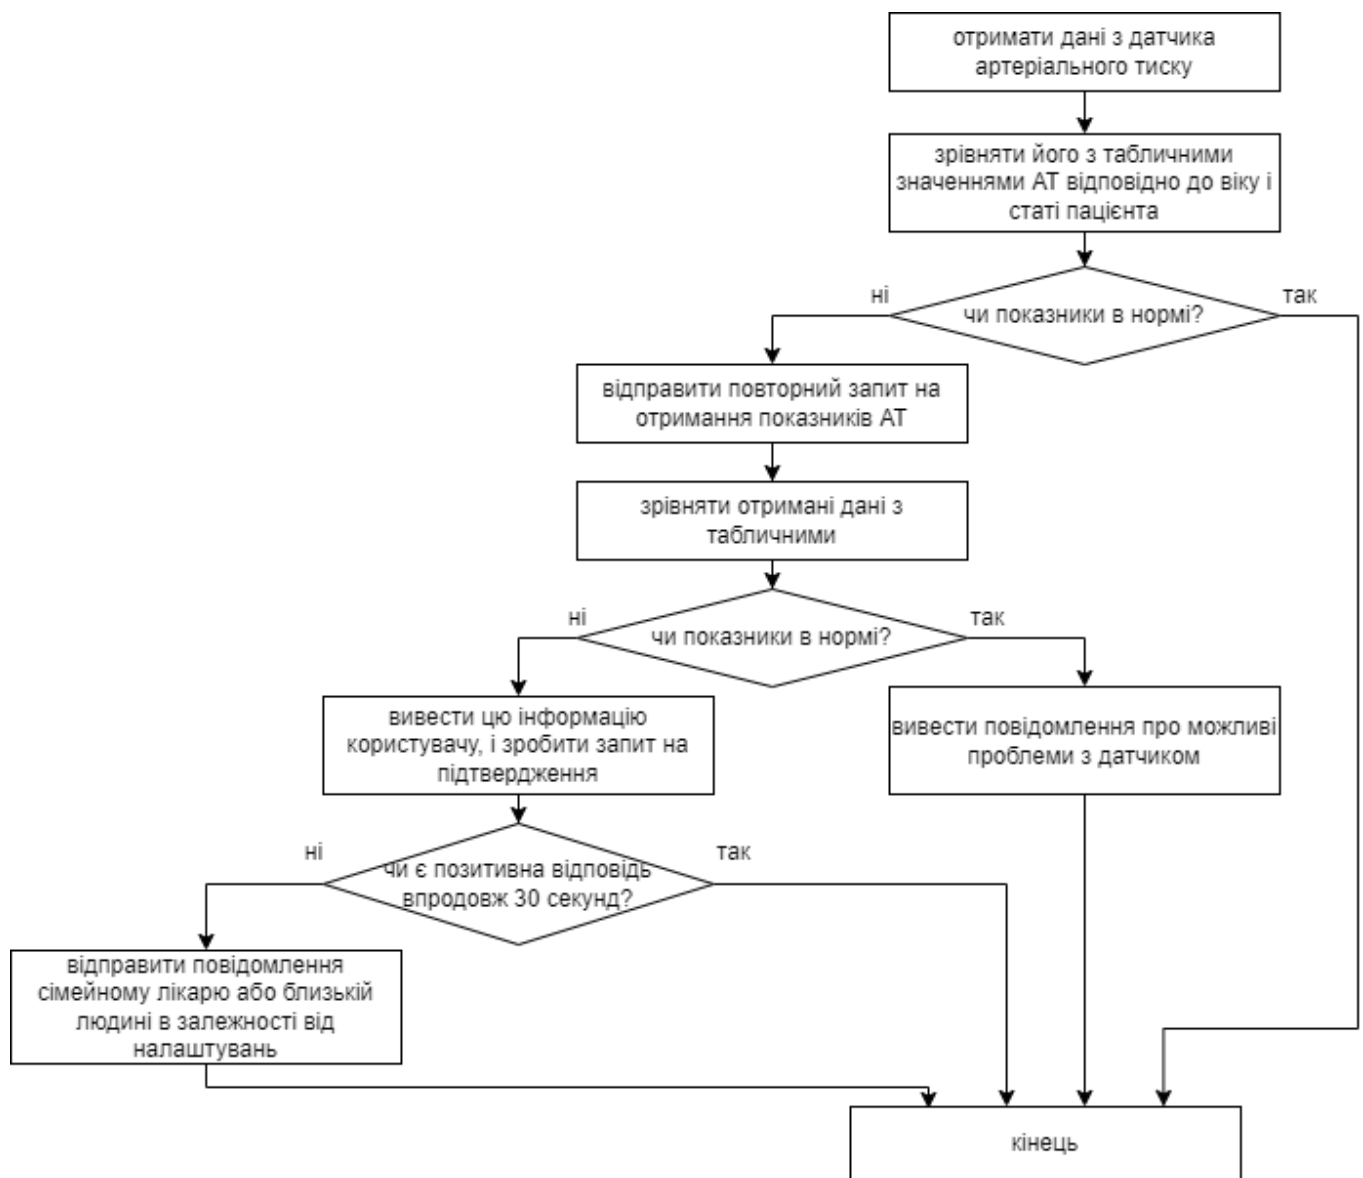 отримати дані з датчика
артеріального тиску
зрівняти його з табличними
значеннями АТ відповідно до віку і
статі пацієнта
ні
так
чи показники в нормі?
відправити повторний запит на
отримання показників АТ
зрівняти отримані дані з
табличними
ні
так
чи показники в нормі?
вивести цю інформацію
користувачу, і зробити запит на
підтвердження
вивести повідомлення про можливі
проблеми з датчиком
ні
так
чи є позитивна відповідь
впродовж 30 секунд?
відправити повідомлення
сімейному лікарю або близькій
людині в залежності від
налаштувань
кінець